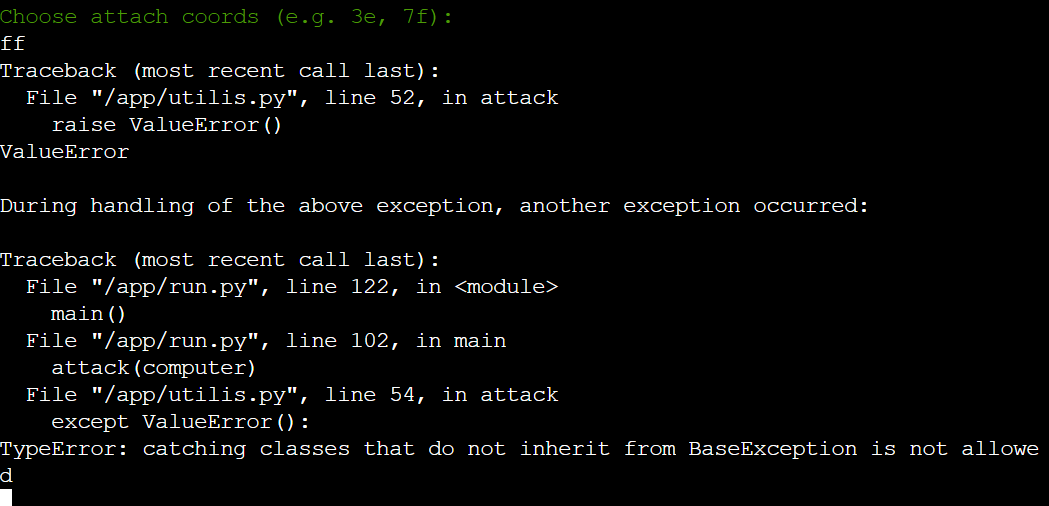 Choose attach coords (e.g. 3e, 7f):
ff
Traceback (most recent call last):
  File "/app/utilis.py", line 52, in attack
    raise ValueError()
ValueError

During handling of the above exception, another exception occurred:

Traceback (most recent call last):
  File "/app/run.py", line 122, in <module>
    main()
  File "/app/run.py", line 102, in main
    attack(computer)
  File "/app/utilis.py", line 54, in attack
    except ValueError():
TypeError: catching classes that do not inherit from BaseException is not allowe
d